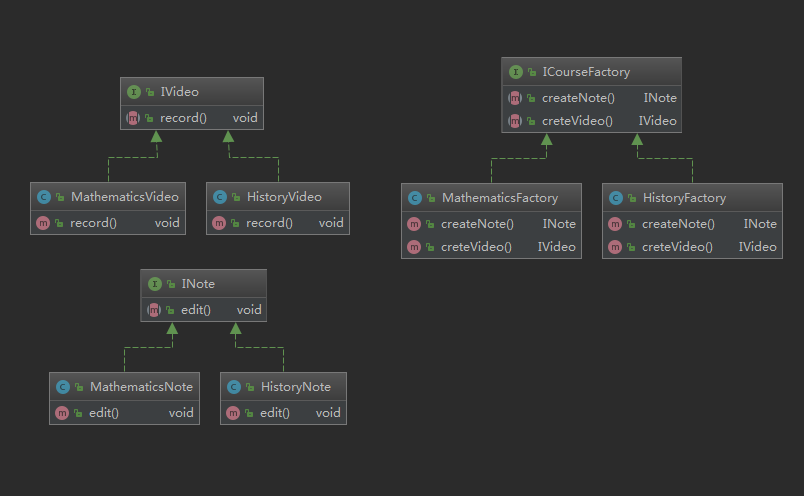 IVideo
record() void
MathematicsVideo
record() void
HistoryVideo
record() void
INote
edit() void
MathematicsNote
edit() void
HistoryNote
edit() void
ICourseFactory
createNote() INote
creteVideo() IVideo
MathematicsFactory
createNote() INote
creteVideo() IVideo
HistoryFactory
createNote() INote
creteVideo() IVideo